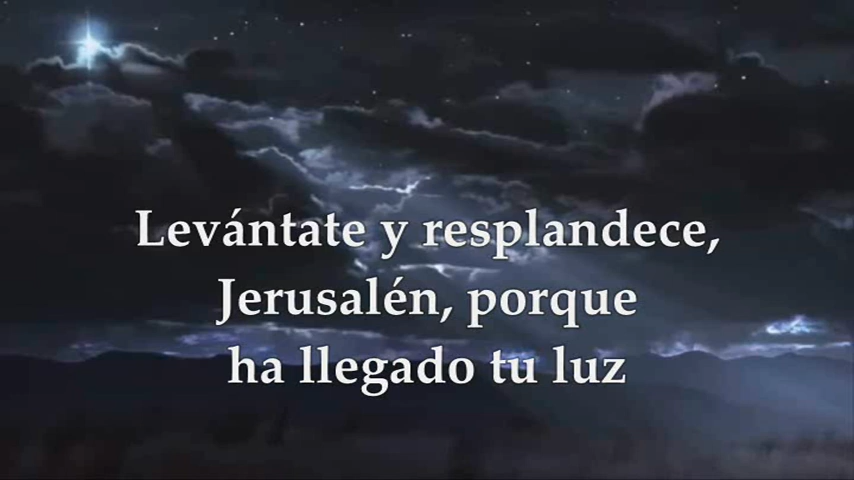 Levántate y resplandece,
Jerusalén, porque
ha llegado tu luz